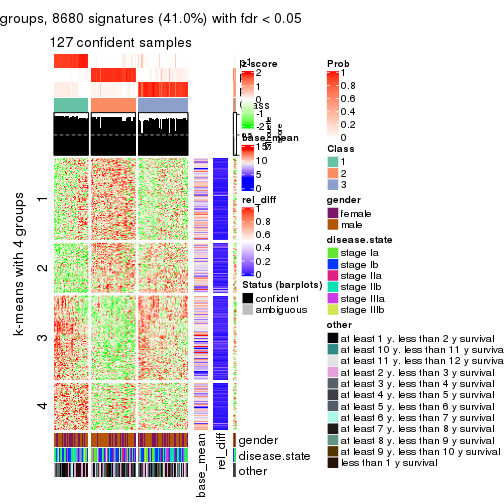 groups, 8680 signatures (41.0%) with fdr < 0.05
127 confident samples
z-score
2
1
0
-1
-2
base_mean
15
10
5
0
rel_diff
1
0.8
0.6
0.4
0.2
0
Status (barplots)
confident
ambiguous
Prob
1
0.8
0.6
0.4
0.2
0
Class
1
2
3
gender
female
male
disease.state
stage Ia
stage Ib
stage IIa
stage IIb
stage IIIa
stage IIIb
other
at least 1 y. less than 2 y survival
at least 10 y. less than 11 y survival
at least 11 y. less than 12 y survival
at least 2 y. less than 3 y survival
at least 3 y. less than 4 y survival
at least 4 y. less than 5 y survival
at least 5 y. less than 6 y survival
at least 6 y. less than 7 y survival
at least 7 y. less than 8 y survival
at least 8 y. less than 9 y survival
at least 9 y. less than 10 y survival
less than 1 y survival
k-means with 4 groups
1
2
3
4
base_mean
rel_diff
gender
disease.state
other